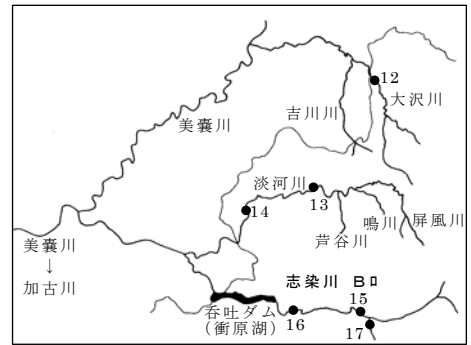 12
大沢川
吉川川
美嚢川
淡河川
13
14
鳴川
屏風川
芦谷川
美嚢川
↓
加古川
志染川 Bロ
15
呑吐ダム
(衝原湖)
16
17